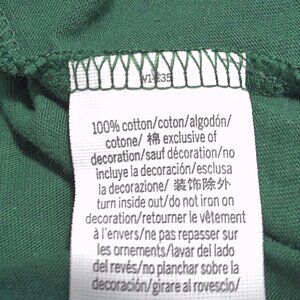 100% cotton/coton/algodón/
cotone/ 棉 exclusive of
decoration/sauf décoration/no
incluye la decoración/esclusa
la decorazione/ 装饰除外
turn inside out/do not iron on
decoration/retourner le vêtement
à l'envers/ne pas repasser sur
les ornements/lavar del lado
del revés/no planchar sobre la
decoración/girare al rovescio/